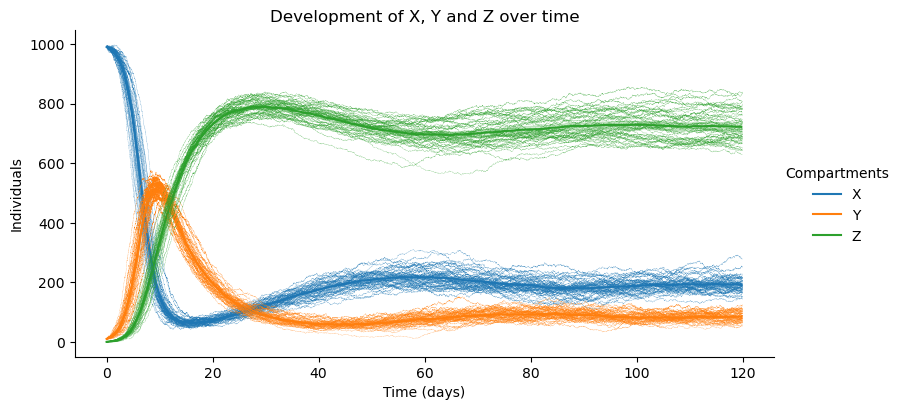 Development of X, Y and Z over time
1000
800
600
400
200
0
Individuals
0 20 40 60 80 100 120
Time (days)
Compartments
X
Y
Z